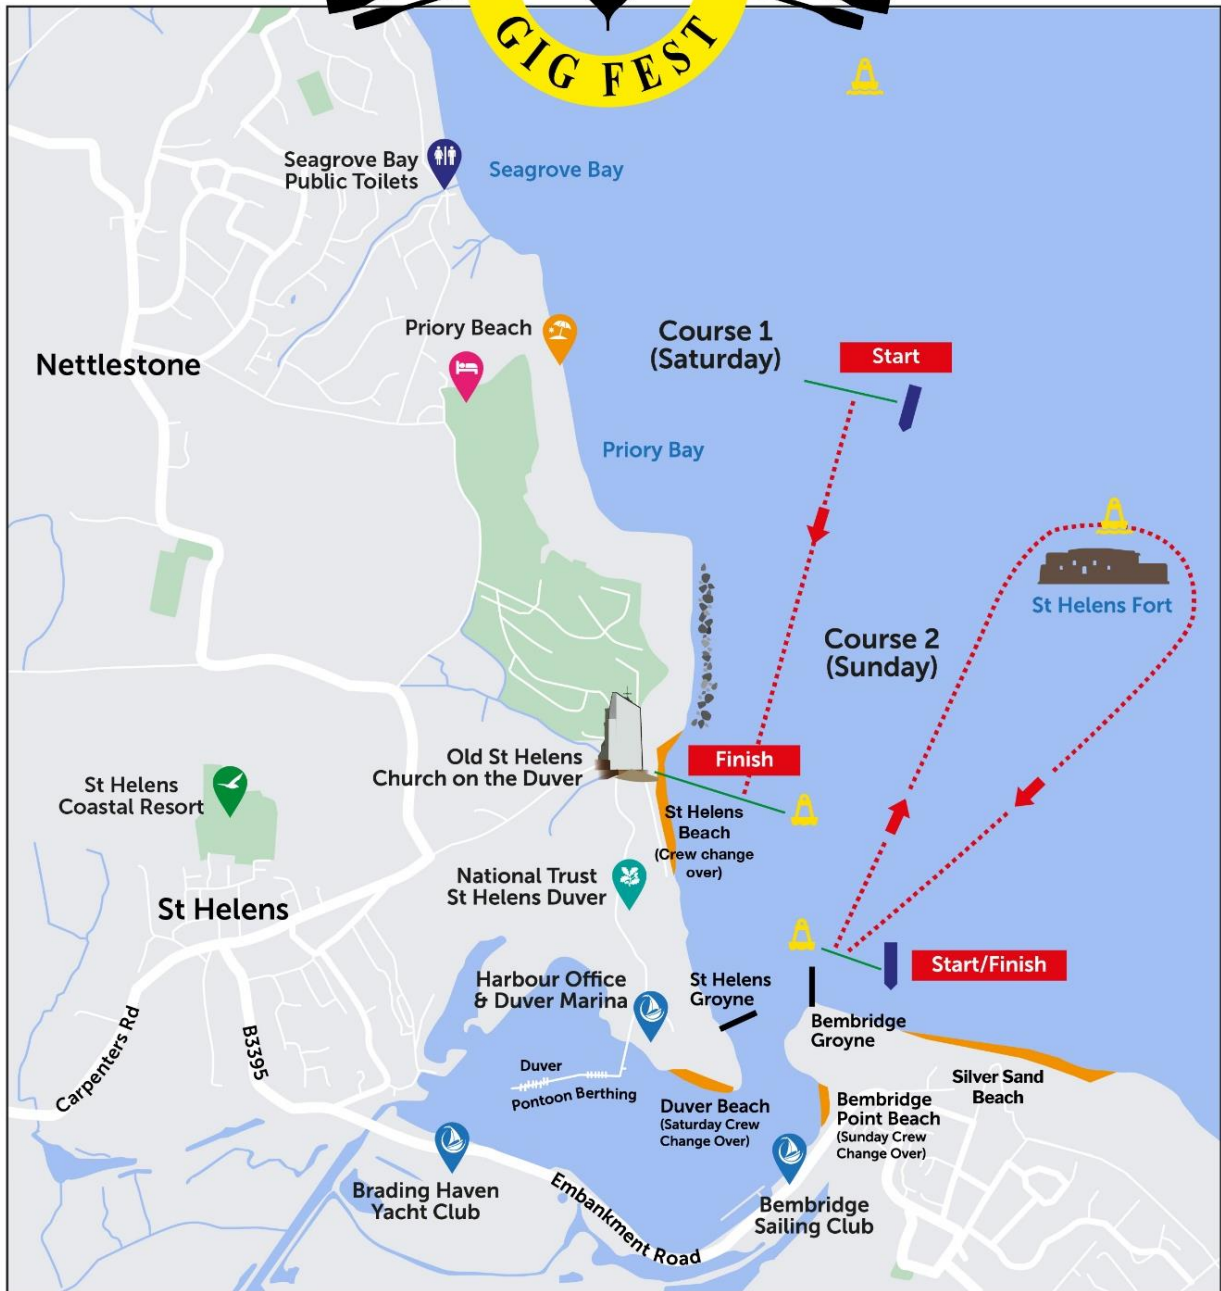 GIG FEST
Seagrove Bay
Public Toilets
Seagrove Bay
Priory Beach
Course 1
(Saturday)
Start
Nettlestone
Priory Bay
St Helens Fort
Course 2
(Sunday)
Old St Helens
Church on the Duver
Finish
St Helens
Coastal Resort
St Helens
Beach
(Crew change
over)
National Trust
St Helens Duver
St Helens
Harbour Office
& Duver Marina
St Helens
Groyne
Start/Finish
Bembridge
Groyne
Carpenters Rd
B3395
Duver
Pontoon Berthing
Silver Sand
Beach
Duver Beach
(Saturday Crew
Change Over)
Bembridge
Point Beach
(Sunday Crew
Change Over)
Brading Haven
Yacht Club
Embankment Road
Bembridge
Sailing Club